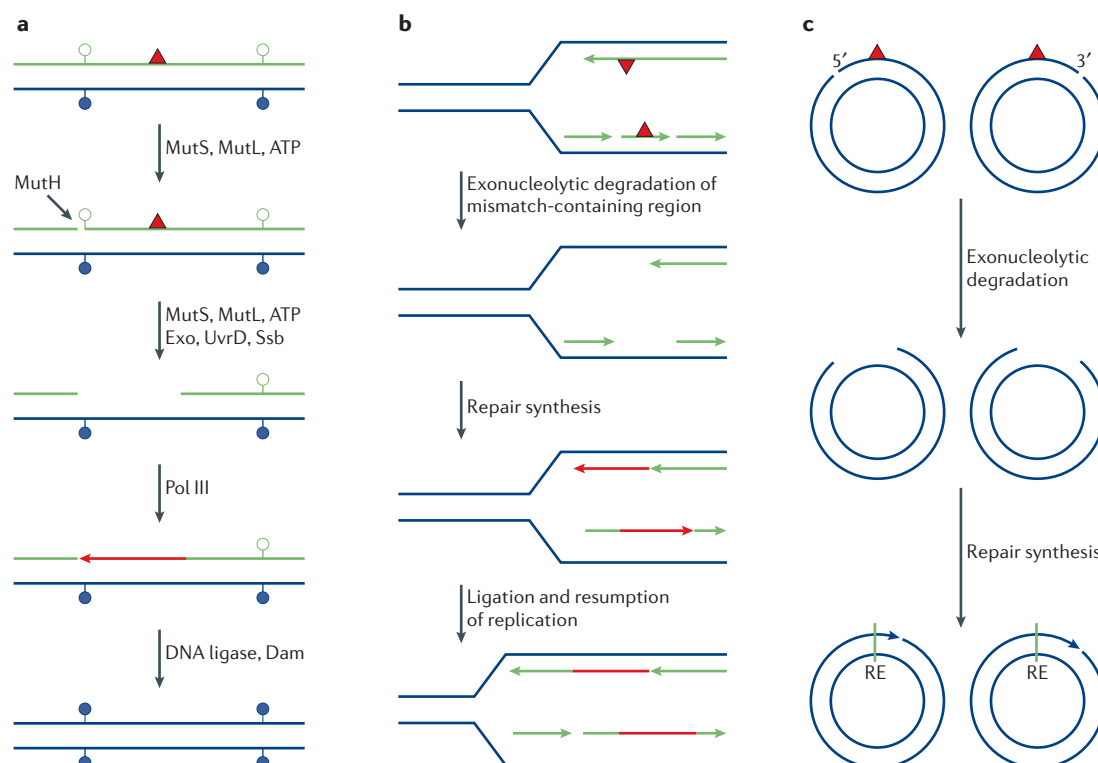 a
MutS, MutL, ATP
MutH
MutS, MutL, ATP
Exo, UvrD, Ssb
Pol III
DNA ligase, Dam
b
Exonucleolytic degradation of
mismatch-containing region
Repair synthesis
Ligation and resumption
of replication
c
5′
3′
Exonucleolytic
degradation
Repair synthesis
RE
RE